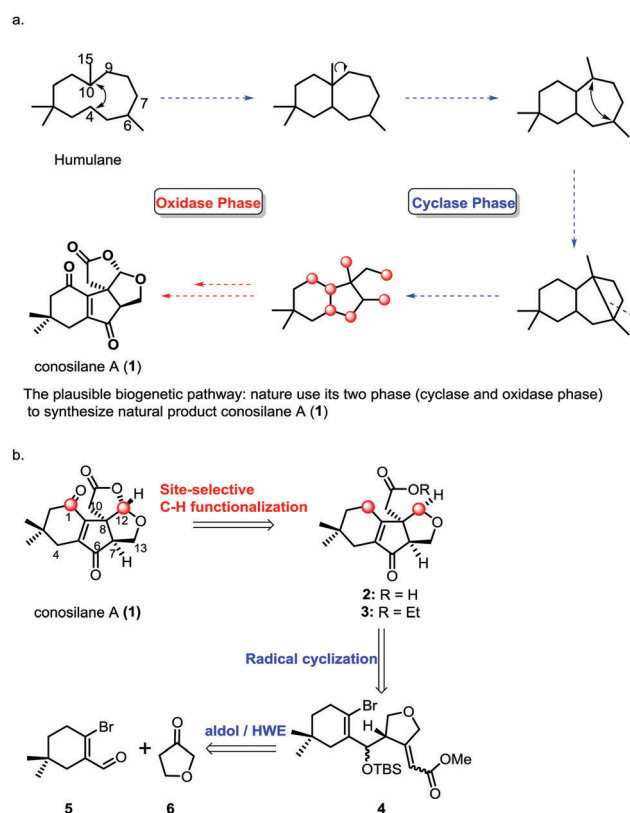 a.
15
9
10
7
4
6
Humulane
Oxidase Phase
Cyclase Phase
O
O
O
O
O
conosilane A (1)
The plausible biogenetic pathway: nature use its two phase (cyclase and oxidase phase)
to synthesize natural product conosilane A (1)
b.
O
O
H
O
10
1
12
O
8
4
6
7
13
O
H
conosilane A (1)
Site-selective
C-H functionalization
O
OR
H
O
O
H
2: R = H
3: R = Et
Radical cyclization
Br
O
5
+
O
O
6
aldol / HWE
Br
H
O
OTBS
OMe
O
4